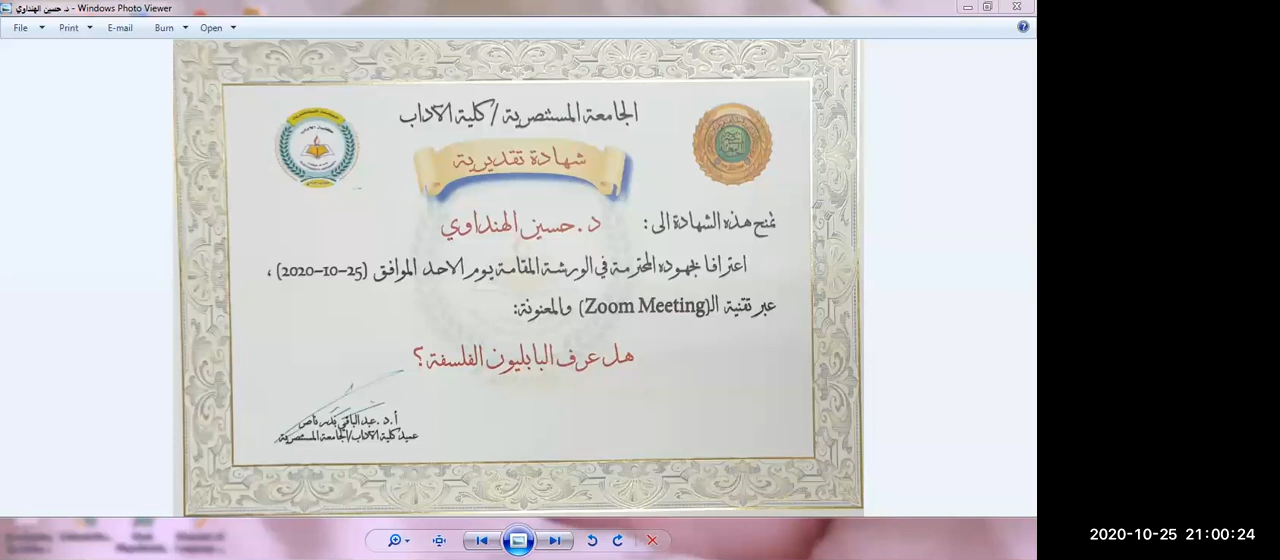 د. حسين الهنداوي - Windows Photo Viewer
File Print E-mail Burn Open
الجامعة المستنصرية / كلية الآداب
شهادة تقديرية
تمنح هذه الشهادة الى: د. حسين الهنداوي
اعترافا بجهوده المحترمة في الورشة المقامة يوم الاحد الموافق (25-10-2020) ،
عبر تقنية الـ(Zoom Meeting) والمعنونة:
هل عرف البابليون الفلسفة ؟
أ.د. عبد الباقي بدر ناصر
عميد كلية الآداب/الجامعة المستنصرية
2020-10-25 21:00:24